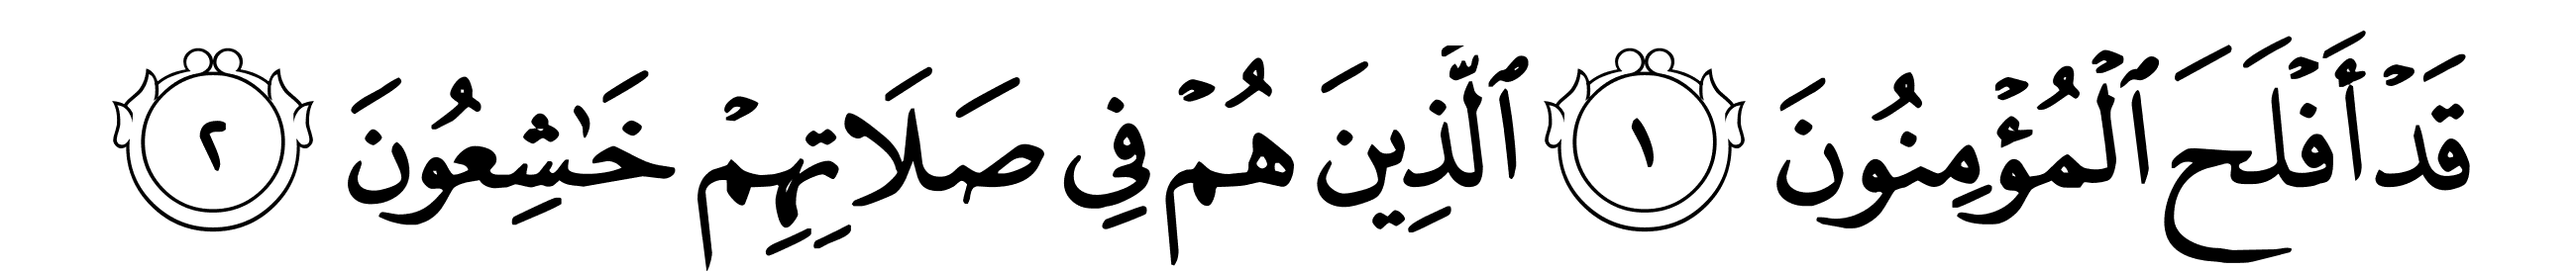 قَدْ أَفْلَحَ ٱلْمُؤْمِنُونَ ١ ٱلَّذِينَ هُمْ فِي صَلَاتِهِمْ خَـٰشِعُونَ ٢